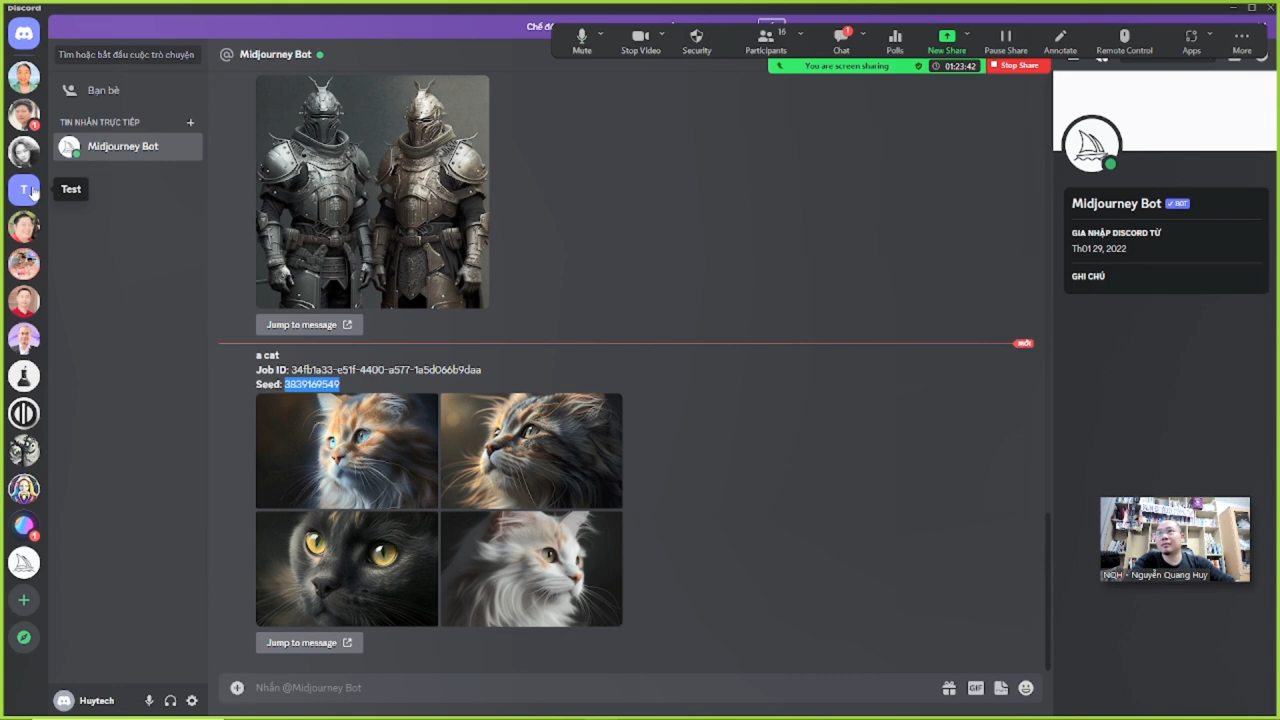 Discord
Chế độ
Mute
Stop Video
Security
Participants
16
Chat
1
Polls
New Share
Pause Share
Annotate
Remote Control
Apps
More
You are screen sharing
01:23:42
Stop Share
Tìm hoặc bắt đầu cuộc trò chuyện
Midjourney Bot
Bạn bè
TIN NHẮN TRỰC TIẾP
Midjourney Bot
1
T
Test
Jump to message
MỚI
a cat
Job ID: 34fb1a33-e51f-4400-a577-1a5d066b9daa
Seed: 3839169549
Jump to message
Midjourney Bot BOT
GIA NHẬP DISCORD TỪ
Th01 29, 2022
GHI CHÚ
NQH - Nguyễn Quang Huy
1
Nhắn @Midjourney Bot
GIF
Huytech